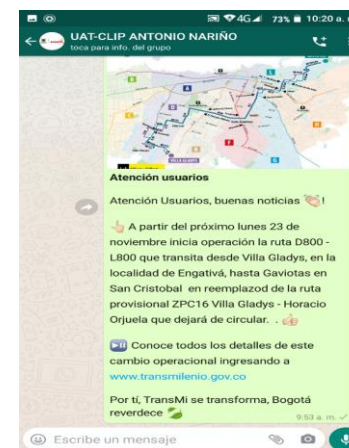 4G 73% 10:20 a.
UAT-CLIP ANTONIO NARIÑO
toca para info. del grupo
VILLA GLADYS
Atención usuarios
Atención Usuarios, buenas noticias 👏!
👆 A partir del próximo lunes 23 de
noviembre inicia operación la ruta D800 -
L800 que transita desde Villa Gladys, en la
localidad de Engativá, hasta Gaviotas en
San Cristobal en reemplazod de la ruta
provisional ZPC16 Villa Gladys - Horacio
Orjuela que dejará de circular. . 👍
⏯ Conoce todos los detalles de este
cambio operacional ingresando a
www.transmilenio.gov.co
Por tí, TransMi se transforma, Bogotá
reverdece 🍃
9:53 a. m.
Escribe un mensaje